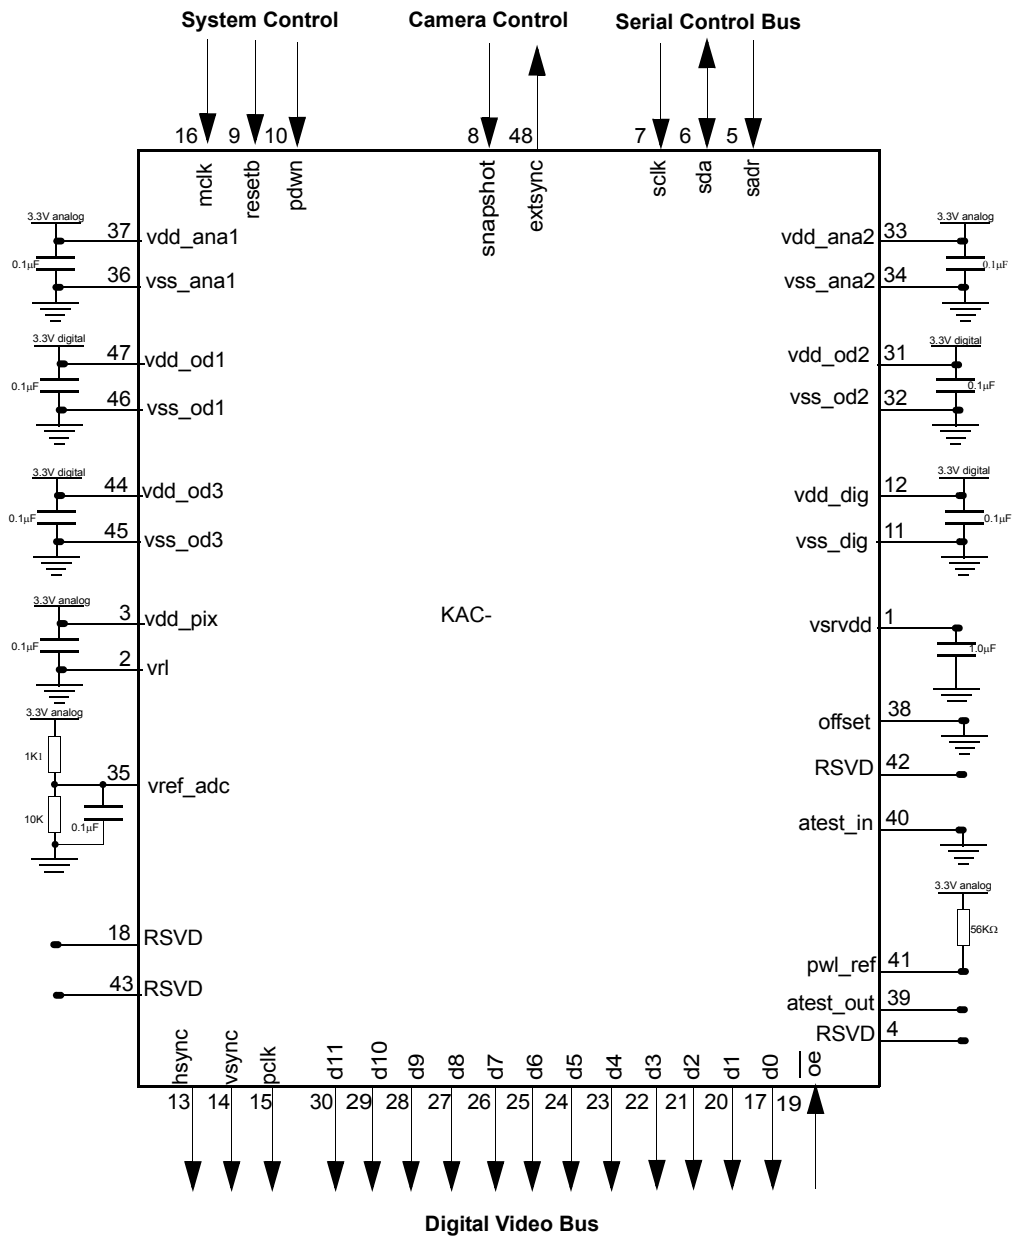 System Control
Camera Control
Serial Control Bus
16
9
10
8
48
7
6
5
mclk
resetb
pdwn
snapshot
extsync
sclk
sda
sadr
3.3V analog
37
vdd_ana1
0.1µF
36
vss_ana1
3.3V digital
47
vdd_od1
0.1µF
46
vss_od1
3.3V digital
44
vdd_od3
0.1µF
45
vss_od3
3.3V analog
3
vdd_pix
0.1µF
2
vrl
3.3V analog
1K1
35
vref_adc
10K
0.1µF
18
RSVD
43
RSVD
KAC-
3.3V analog
vdd_ana2
33
0.1µF
vss_ana2
34
3.3V digital
vdd_od2
31
0.1µF
vss_od2
32
3.3V digital
vdd_dig
12
0.1µF
vss_dig
11
vsrvdd
1
1.0µF
offset
38
RSVD
42
atest_in
40
3.3V analog
56KΩ
pwl_ref
41
atest_out
39
RSVD
4
hsync
vsync
pclk
d11
d10
d9
d8
d7
d6
d5
d4
d3
d2
d1
d0
oe
13
14
15
30
29
28
27
26
25
24
23
22
21
20
17
19
Digital Video Bus